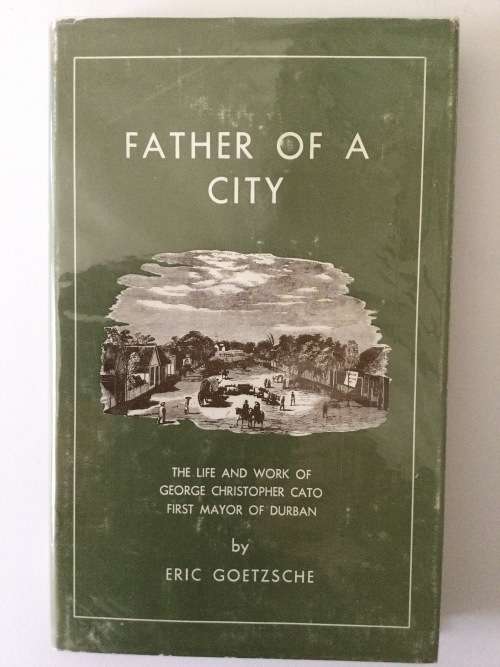 FATHER OF A
CITY
THE LIFE AND WORK OF
GEORGE CHRISTOPHER CATO
FIRST MAYOR OF DURBAN
by
ERIC GOETZSCHE